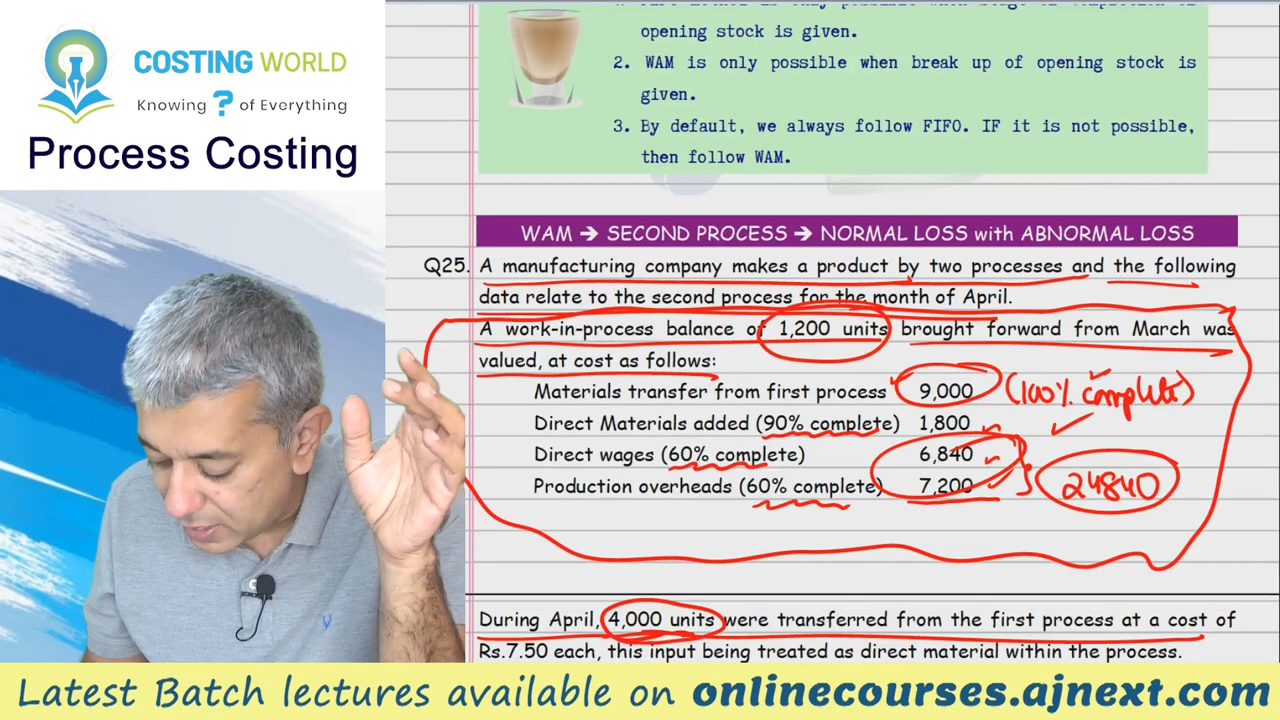 COSTING WORLD
Knowing ? of Everything
Process Costing
opening stock is given.
2. WAM is only possible when break up of opening stock is
given.
3. By default, we always follow FIFO. IF it is not possible,
then follow WAM.
WAM → SECOND PROCESS → NORMAL LOSS with ABNORMAL LOSS
Q25. A manufacturing company makes a product by two processes and the following
data relate to the second process for the month of April.
A work-in-process balance of 1,200 units brought forward from March was
valued, at cost as follows:
Materials transfer from first process 9,000 (100% complete)
Direct Materials added (90% complete) 1,800
Direct wages (60% complete) 6,840
Production overheads (60% complete) 7,200 24840
During April, 4,000 units were transferred from the first process at a cost of
Rs.7.50 each, this input being treated as direct material within the process.
Latest Batch lectures available on onlinecourses.ajnext.com